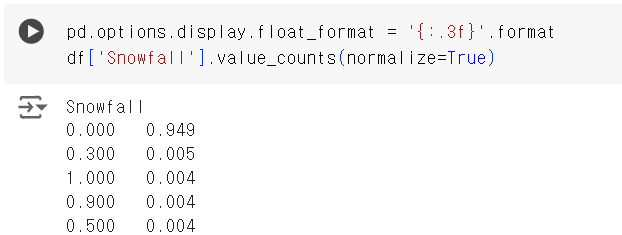 pd.options.display.float_format = '{:.3f}'.format
df['Snowfall'].value_counts(normalize=True)
Snowfall
0.000 0.949
0.300 0.005
1.000 0.004
0.900 0.004
0.500 0.004